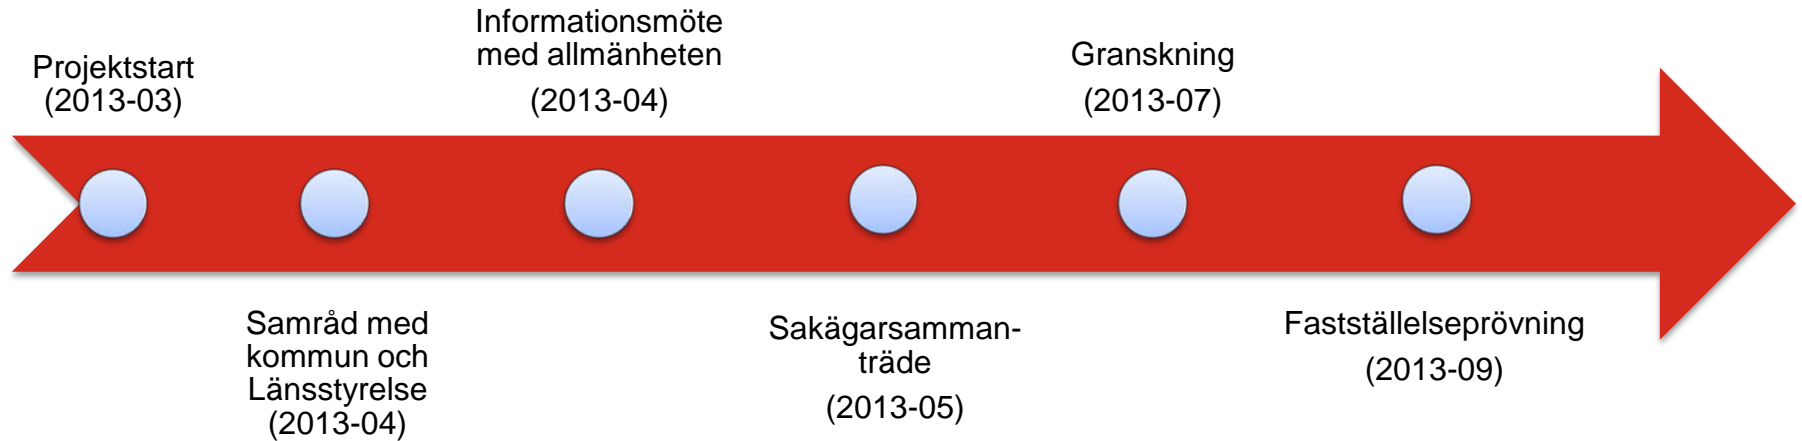 Projektstart
(2013-03)
Samråd med
kommun och
Länsstyrelse
(2013-04)
Informationsmöte
med allmänheten
(2013-04)
Sakägarsamman-
träde
(2013-05)
Granskning
(2013-07)
Fastställelseprövning
(2013-09)